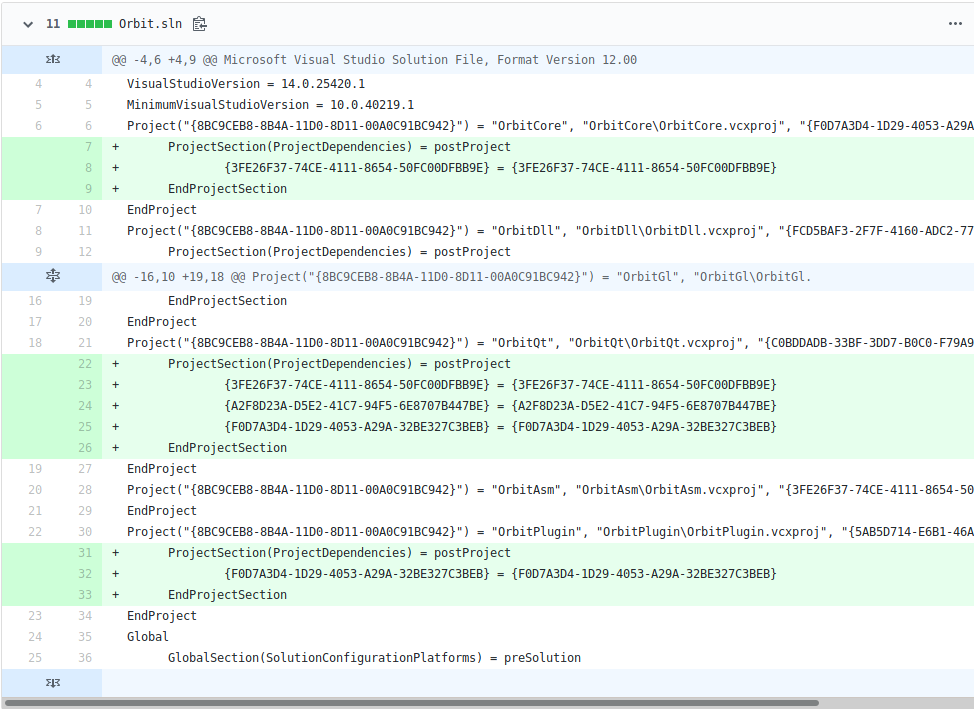 11 Orbit.sln
@@ -4,6 +4,9 @@ Microsoft Visual Studio Solution File, Format Version 12.00
4 4 VisualStudioVersion = 14.0.25420.1
5 5 MinimumVisualStudioVersion = 10.0.40219.1
6 6 Project("{8BC9CEB8-8B4A-11D0-8D11-00A0C91BC942}") = "OrbitCore", "OrbitCore\OrbitCore.vcxproj", "{F0D7A3D4-1D29-4053-A29A
7 + ProjectSection(ProjectDependencies) = postProject
8 + {3FE26F37-74CE-4111-8654-50FC00DFBB9E} = {3FE26F37-74CE-4111-8654-50FC00DFBB9E}
9 + EndProjectSection
7 10 EndProject
8 11 Project("{8BC9CEB8-8B4A-11D0-8D11-00A0C91BC942}") = "OrbitDll", "OrbitDll\OrbitDll.vcxproj", "{FCD5BAF3-2F7F-4160-ADC2-77
9 12 ProjectSection(ProjectDependencies) = postProject
@@ -16,10 +19,18 @@ Project("{8BC9CEB8-8B4A-11D0-8D11-00A0C91BC942}") = "OrbitGl", "OrbitGl\OrbitGl.
16 19 EndProjectSection
17 20 EndProject
18 21 Project("{8BC9CEB8-8B4A-11D0-8D11-00A0C91BC942}") = "OrbitQt", "OrbitQt\OrbitQt.vcxproj", "{C0BDDADB-33BF-3DD7-B0C0-F79A9
22 + ProjectSection(ProjectDependencies) = postProject
23 + {3FE26F37-74CE-4111-8654-50FC00DFBB9E} = {3FE26F37-74CE-4111-8654-50FC00DFBB9E}
24 + {A2F8D23A-D5E2-41C7-94F5-6E8707B447BE} = {A2F8D23A-D5E2-41C7-94F5-6E8707B447BE}
25 + {F0D7A3D4-1D29-4053-A29A-32BE327C3BEB} = {F0D7A3D4-1D29-4053-A29A-32BE327C3BEB}
26 + EndProjectSection
19 27 EndProject
20 28 Project("{8BC9CEB8-8B4A-11D0-8D11-00A0C91BC942}") = "OrbitAsm", "OrbitAsm\OrbitAsm.vcxproj", "{3FE26F37-74CE-4111-8654-50
21 29 EndProject
22 30 Project("{8BC9CEB8-8B4A-11D0-8D11-00A0C91BC942}") = "OrbitPlugin", "OrbitPlugin\OrbitPlugin.vcxproj", "{5AB5D714-E6B1-46A
31 + ProjectSection(ProjectDependencies) = postProject
32 + {F0D7A3D4-1D29-4053-A29A-32BE327C3BEB} = {F0D7A3D4-1D29-4053-A29A-32BE327C3BEB}
33 + EndProjectSection
23 34 EndProject
24 35 Global
25 36 GlobalSection(SolutionConfigurationPlatforms) = preSolution